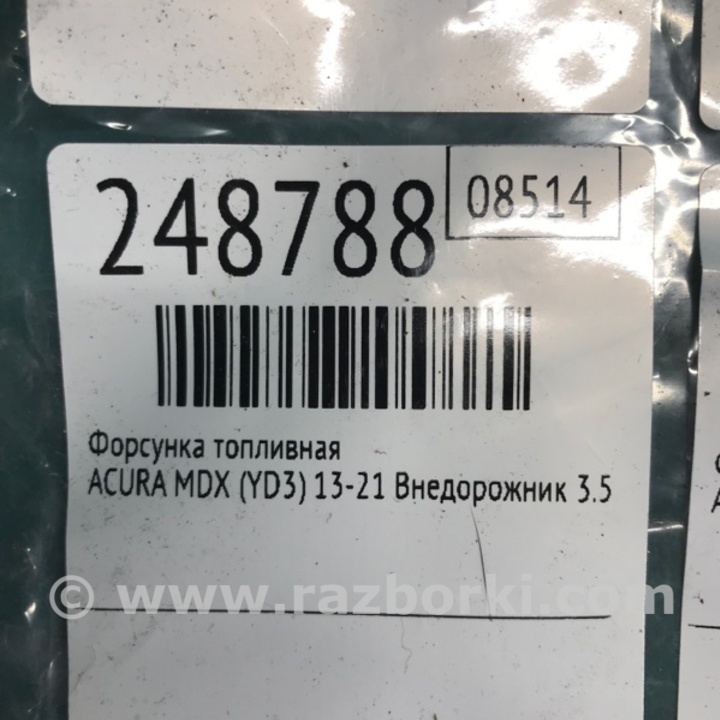 248788
08514
Форсунка топливная
ACURA MDX (YD3) 13-21 Внедорожник 3.5
© www.razborki.com